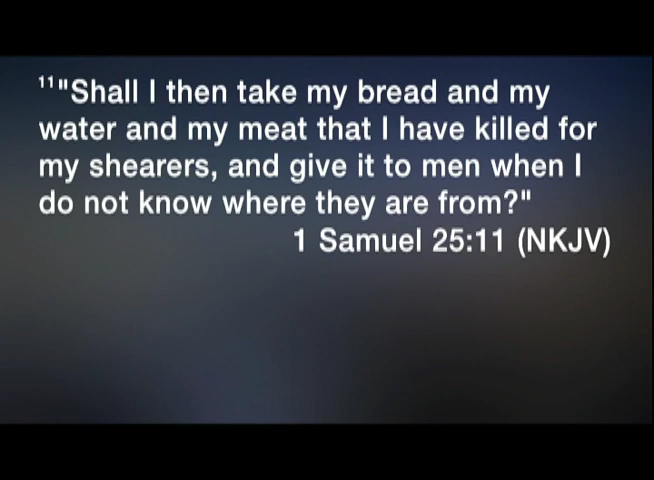 ¹¹"Shall I then take my bread and my
water and my meat that I have killed for
my shearers, and give it to men when I
do not know where they are from?"
1 Samuel 25:11 (NKJV)